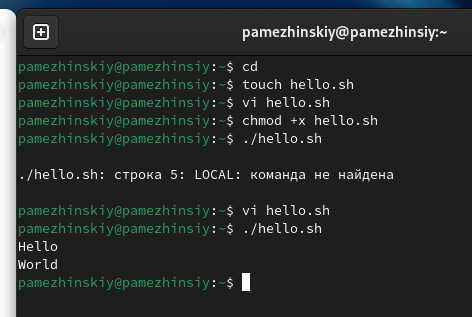 pamezhinskiy@pamezhinsiy:~
pamezhinskiy@pamezhinsiy:~$ cd
pamezhinskiy@pamezhinsiy:~$ touch hello.sh
pamezhinskiy@pamezhinsiy:~$ vi hello.sh
pamezhinskiy@pamezhinsiy:~$ chmod +x hello.sh
pamezhinskiy@pamezhinsiy:~$ ./hello.sh
./hello.sh: строка 5: LOCAL: команда не найдена
pamezhinskiy@pamezhinsiy:~$ vi hello.sh
pamezhinskiy@pamezhinsiy:~$ ./hello.sh
Hello
World
pamezhinskiy@pamezhinsiy:~$